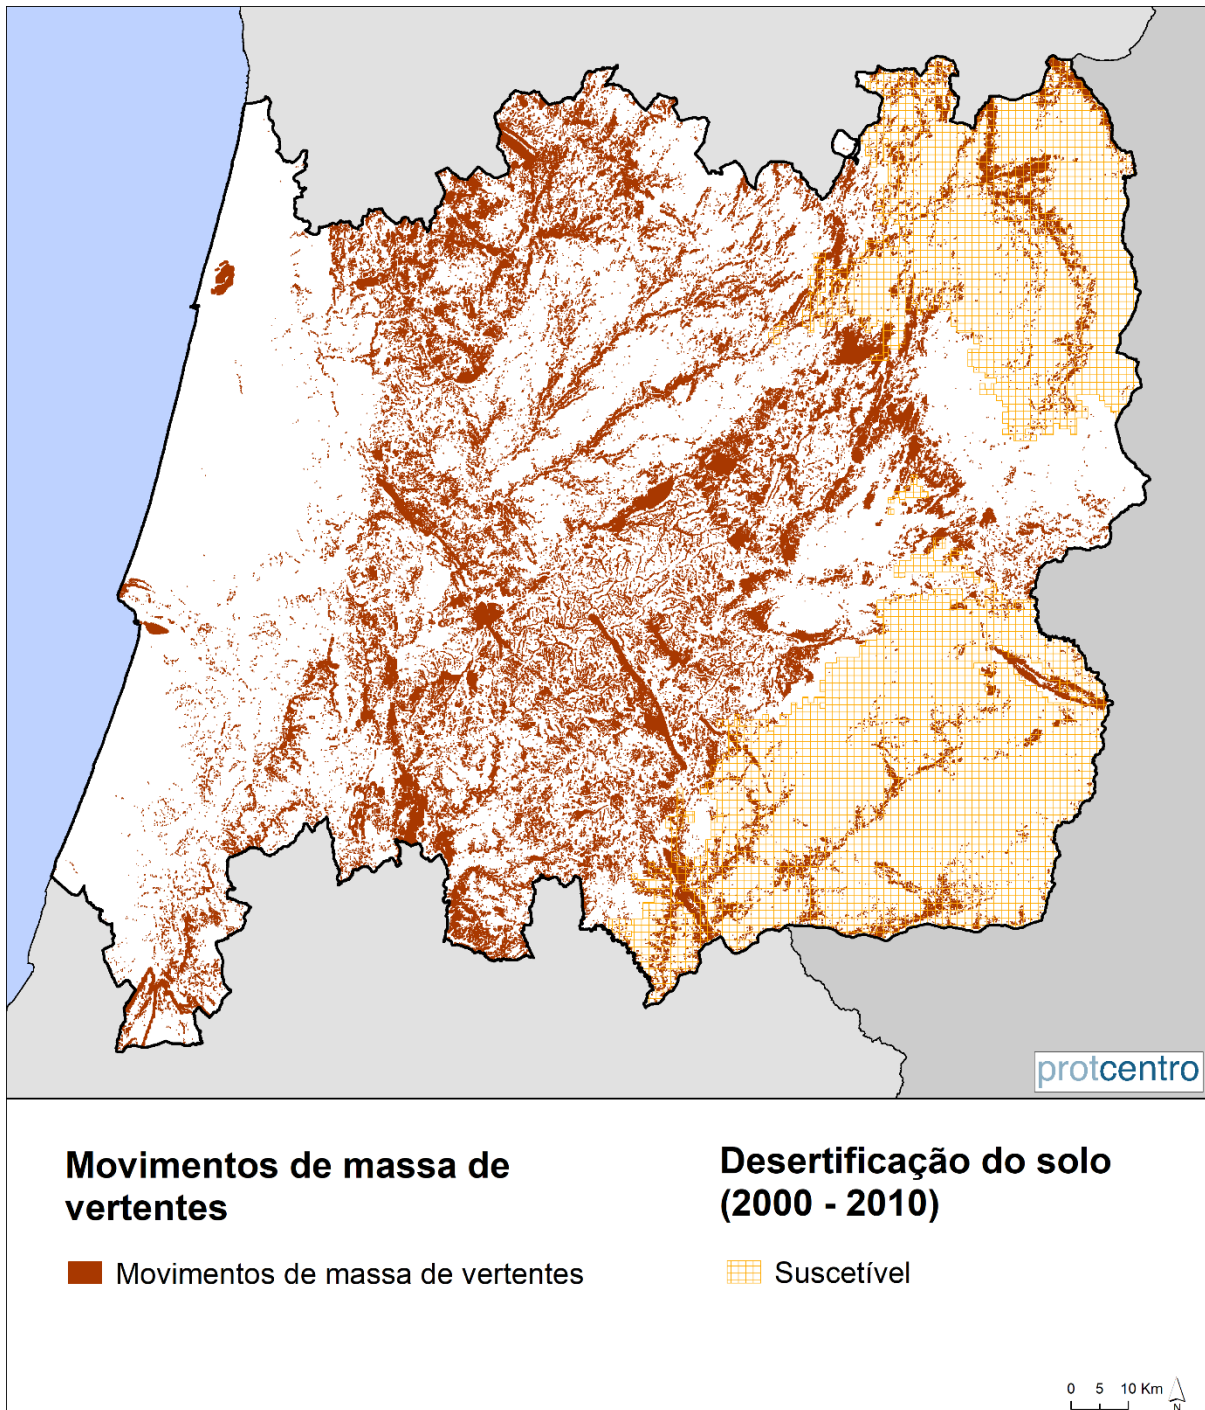 protcentro
Movimentos de massa de
vertentes
Movimentos de massa de vertentes
Desertificação do solo
(2000 - 2010)
Suscetível
0 5 10 Km
N